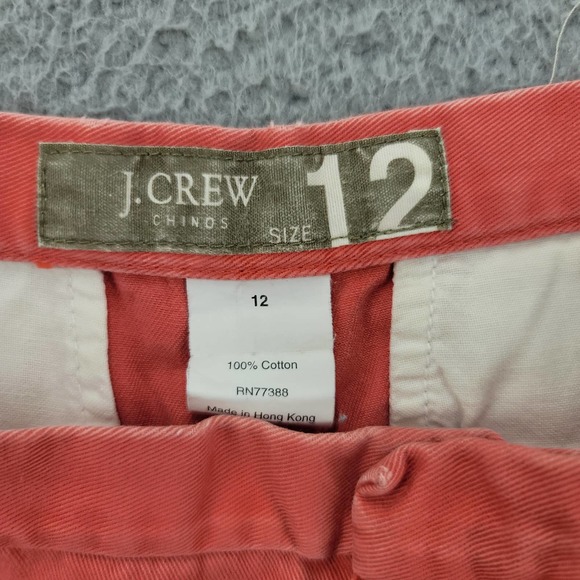 J.CREW
CHINOS
SIZE 12
12
100% Cotton
RN77388
Made in Hong Kong